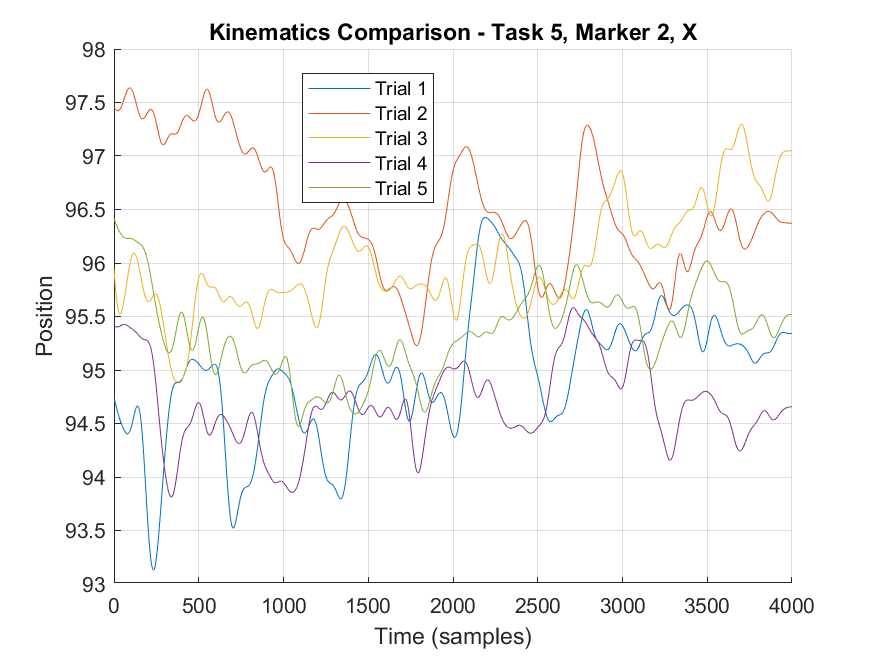 Kinematics Comparison - Task 5, Marker 2, X
98
97.5
97
96.5
96
95.5
95
94.5
94
93.5
93
Position
Trial 1
Trial 2
Trial 3
Trial 4
Trial 5
0 500 1000 1500 2000 2500 3000 3500 4000
Time (samples)